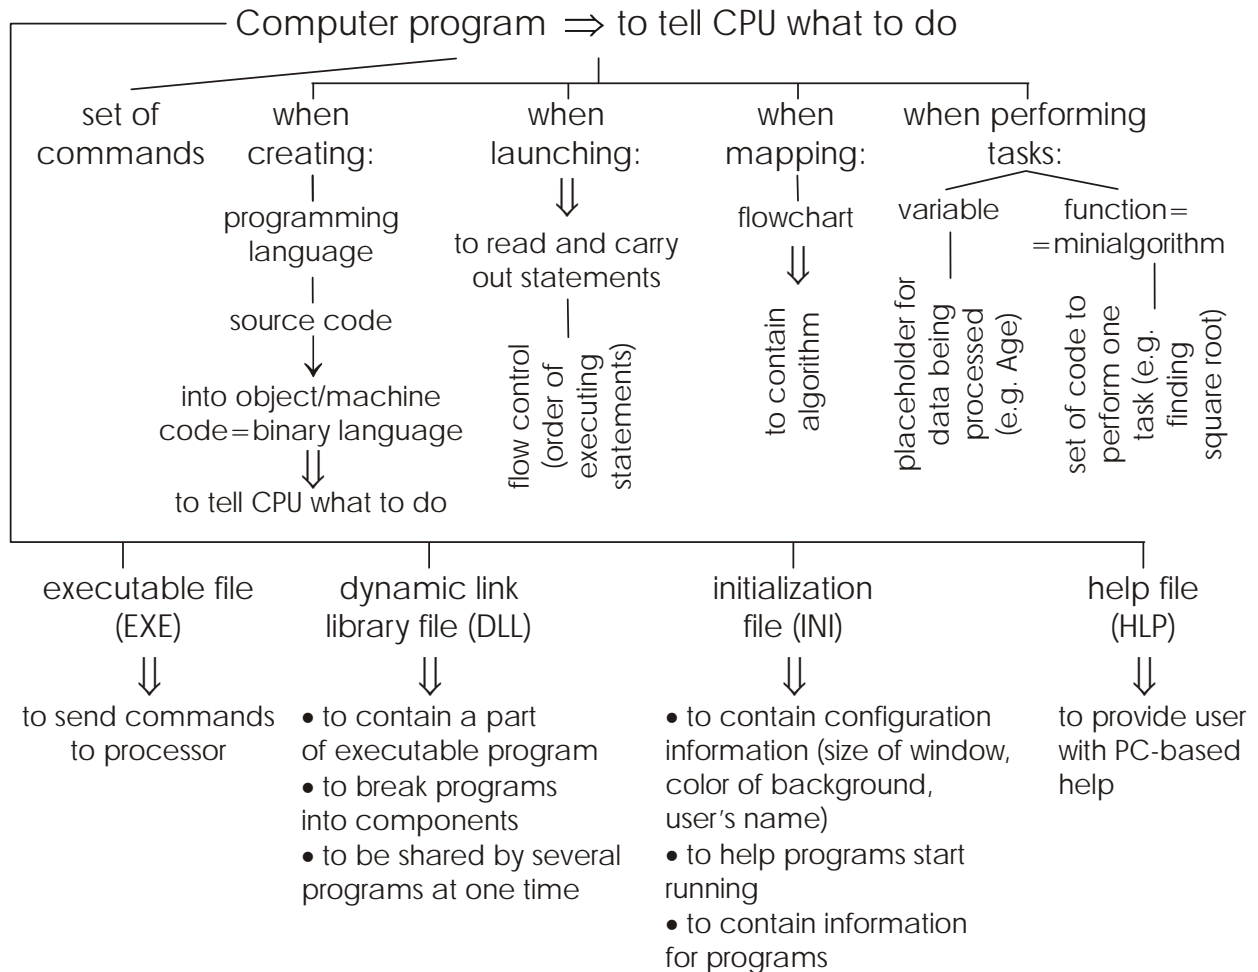 Computer program ⇒ to tell CPU what to do
set of
commands
when
creating:
programming
language
source code
into object/machine
code=binary language
to tell CPU what to do
when
launching:
to read and carry
out statements
flow control
(order of
executing
statements)
when
mapping:
flowchart
to contain
algorithm
when performing
tasks:
variable
placeholder for
data being
processed
(e.g. Age)
function=
=minialgorithm
set of code to
perform one
task (e.g.
finding
square root)
executable file
(EXE)
to send commands
to processor
dynamic link
library file (DLL)
• to contain a part
of executable program
• to break programs
into components
• to be shared by several
programs at one time
initialization
file (INI)
• to contain configuration
information (size of window,
color of background,
user's name)
• to help programs start
running
• to contain information
for programs
help file
(HLP)
to provide user
with PC-based
help